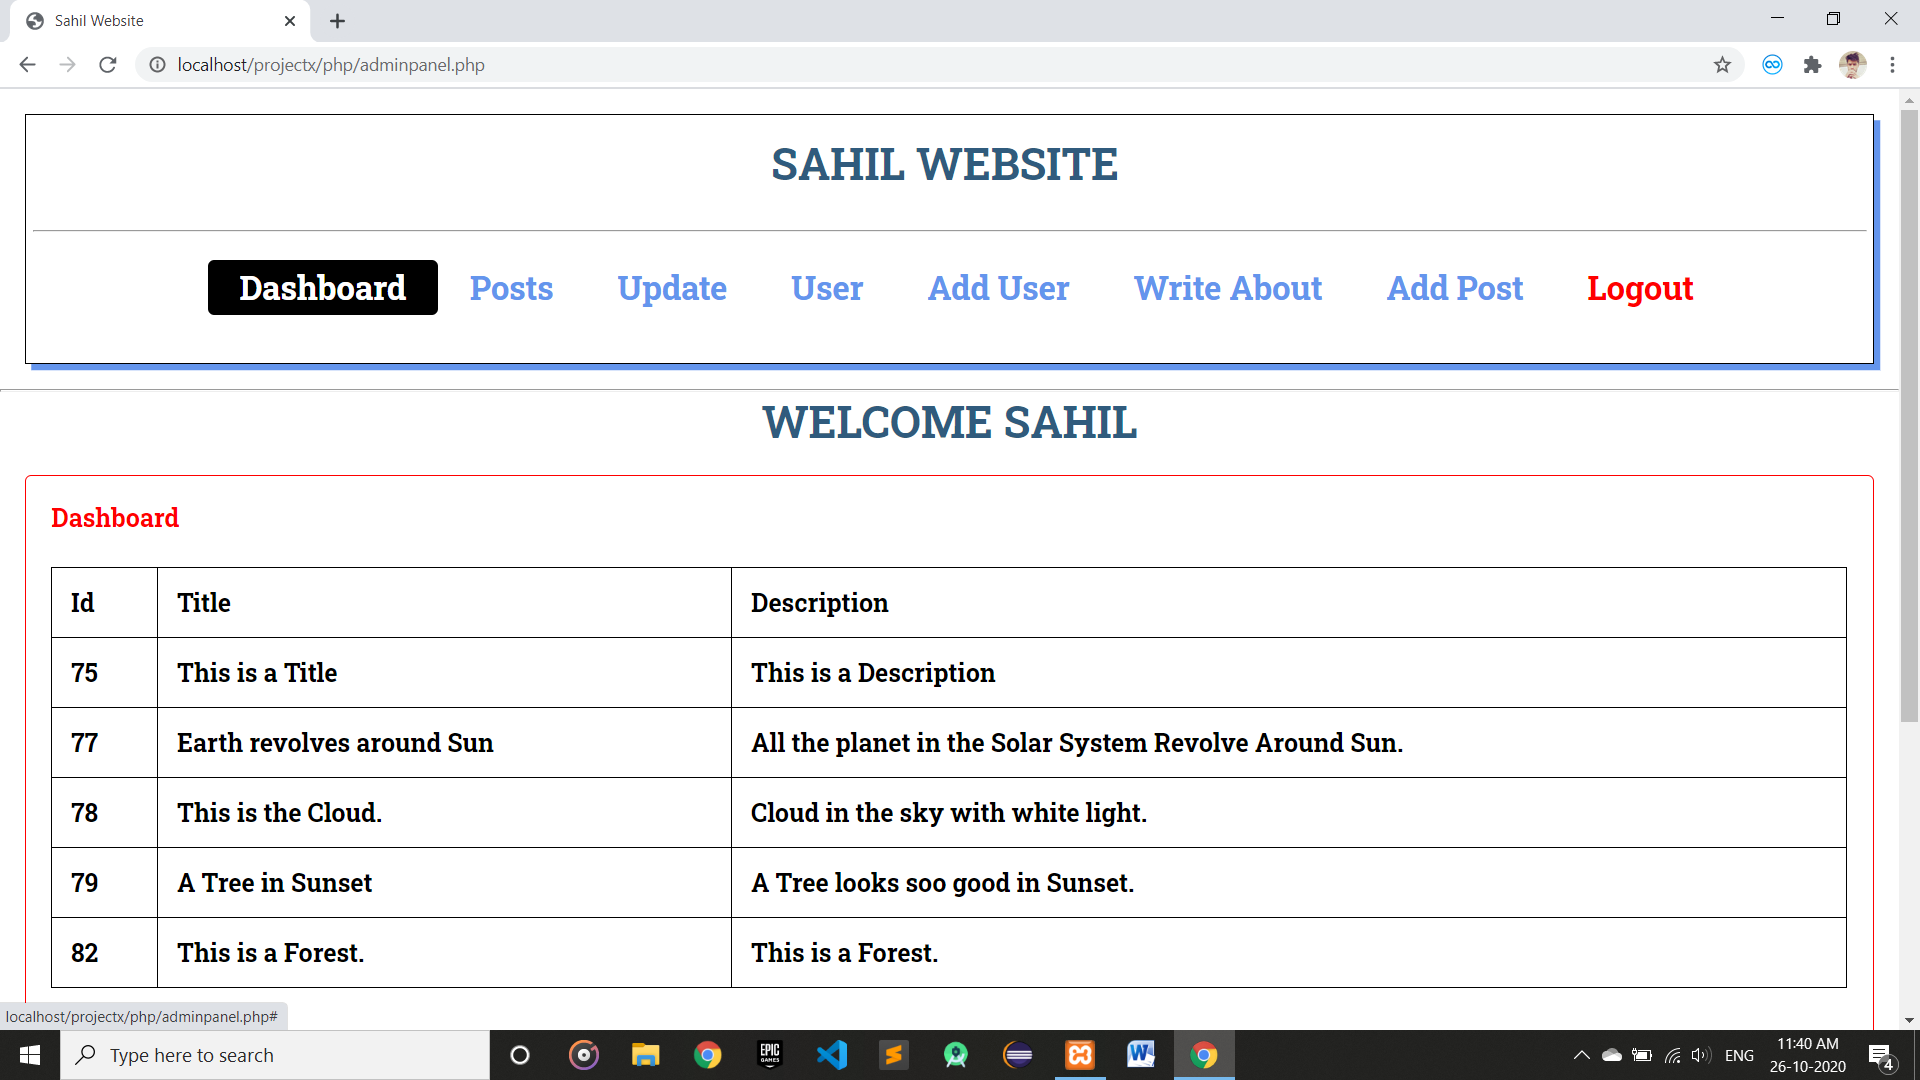 Sahil Website
localhost/projectx/php/adminpanel.php
SAHIL WEBSITE
Dashboard Posts Update User Add User Write About Add Post Logout
WELCOME SAHIL
Dashboard
Id Title Description
75 This is a Title This is a Description
77 Earth revolves around Sun All the planet in the Solar System Revolve Around Sun.
78 This is the Cloud. Cloud in the sky with white light.
79 A Tree in Sunset A Tree looks soo good in Sunset.
82 This is a Forest. This is a Forest.
localhost/projectx/php/adminpanel.php#
Type here to search
EPIC
GAMES
W
ENG
11:40 AM
26-10-2020
4